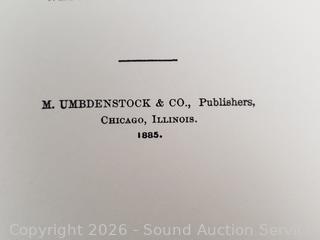 M. UMBDENSTOCK & CO., Publishers,
CHICAGO, ILLINOIS.
1885.
Copyright 2026 - Sound Auction Service